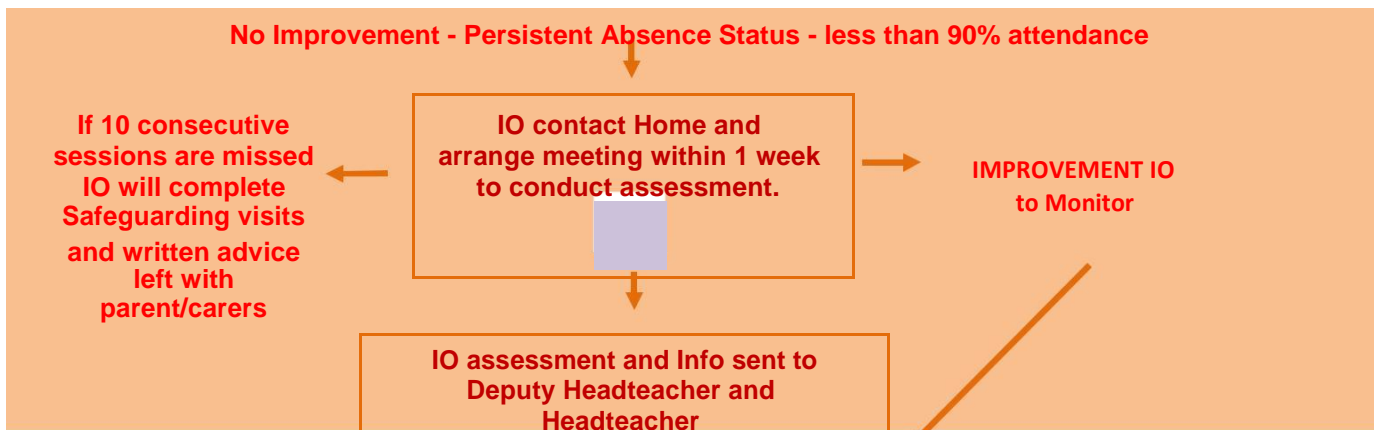 No Improvement - Persistent Absence Status - less than 90% attendance
If 10 consecutive
sessions are missed
IO will complete
Safeguarding visits
and written advice
left with
parent/carers
IO contact Home and
arrange meeting within 1 week
to conduct assessment.
IMPROVEMENT IO
to Monitor
IO assessment and Info sent to
Deputy Headteacher and
Headteacher